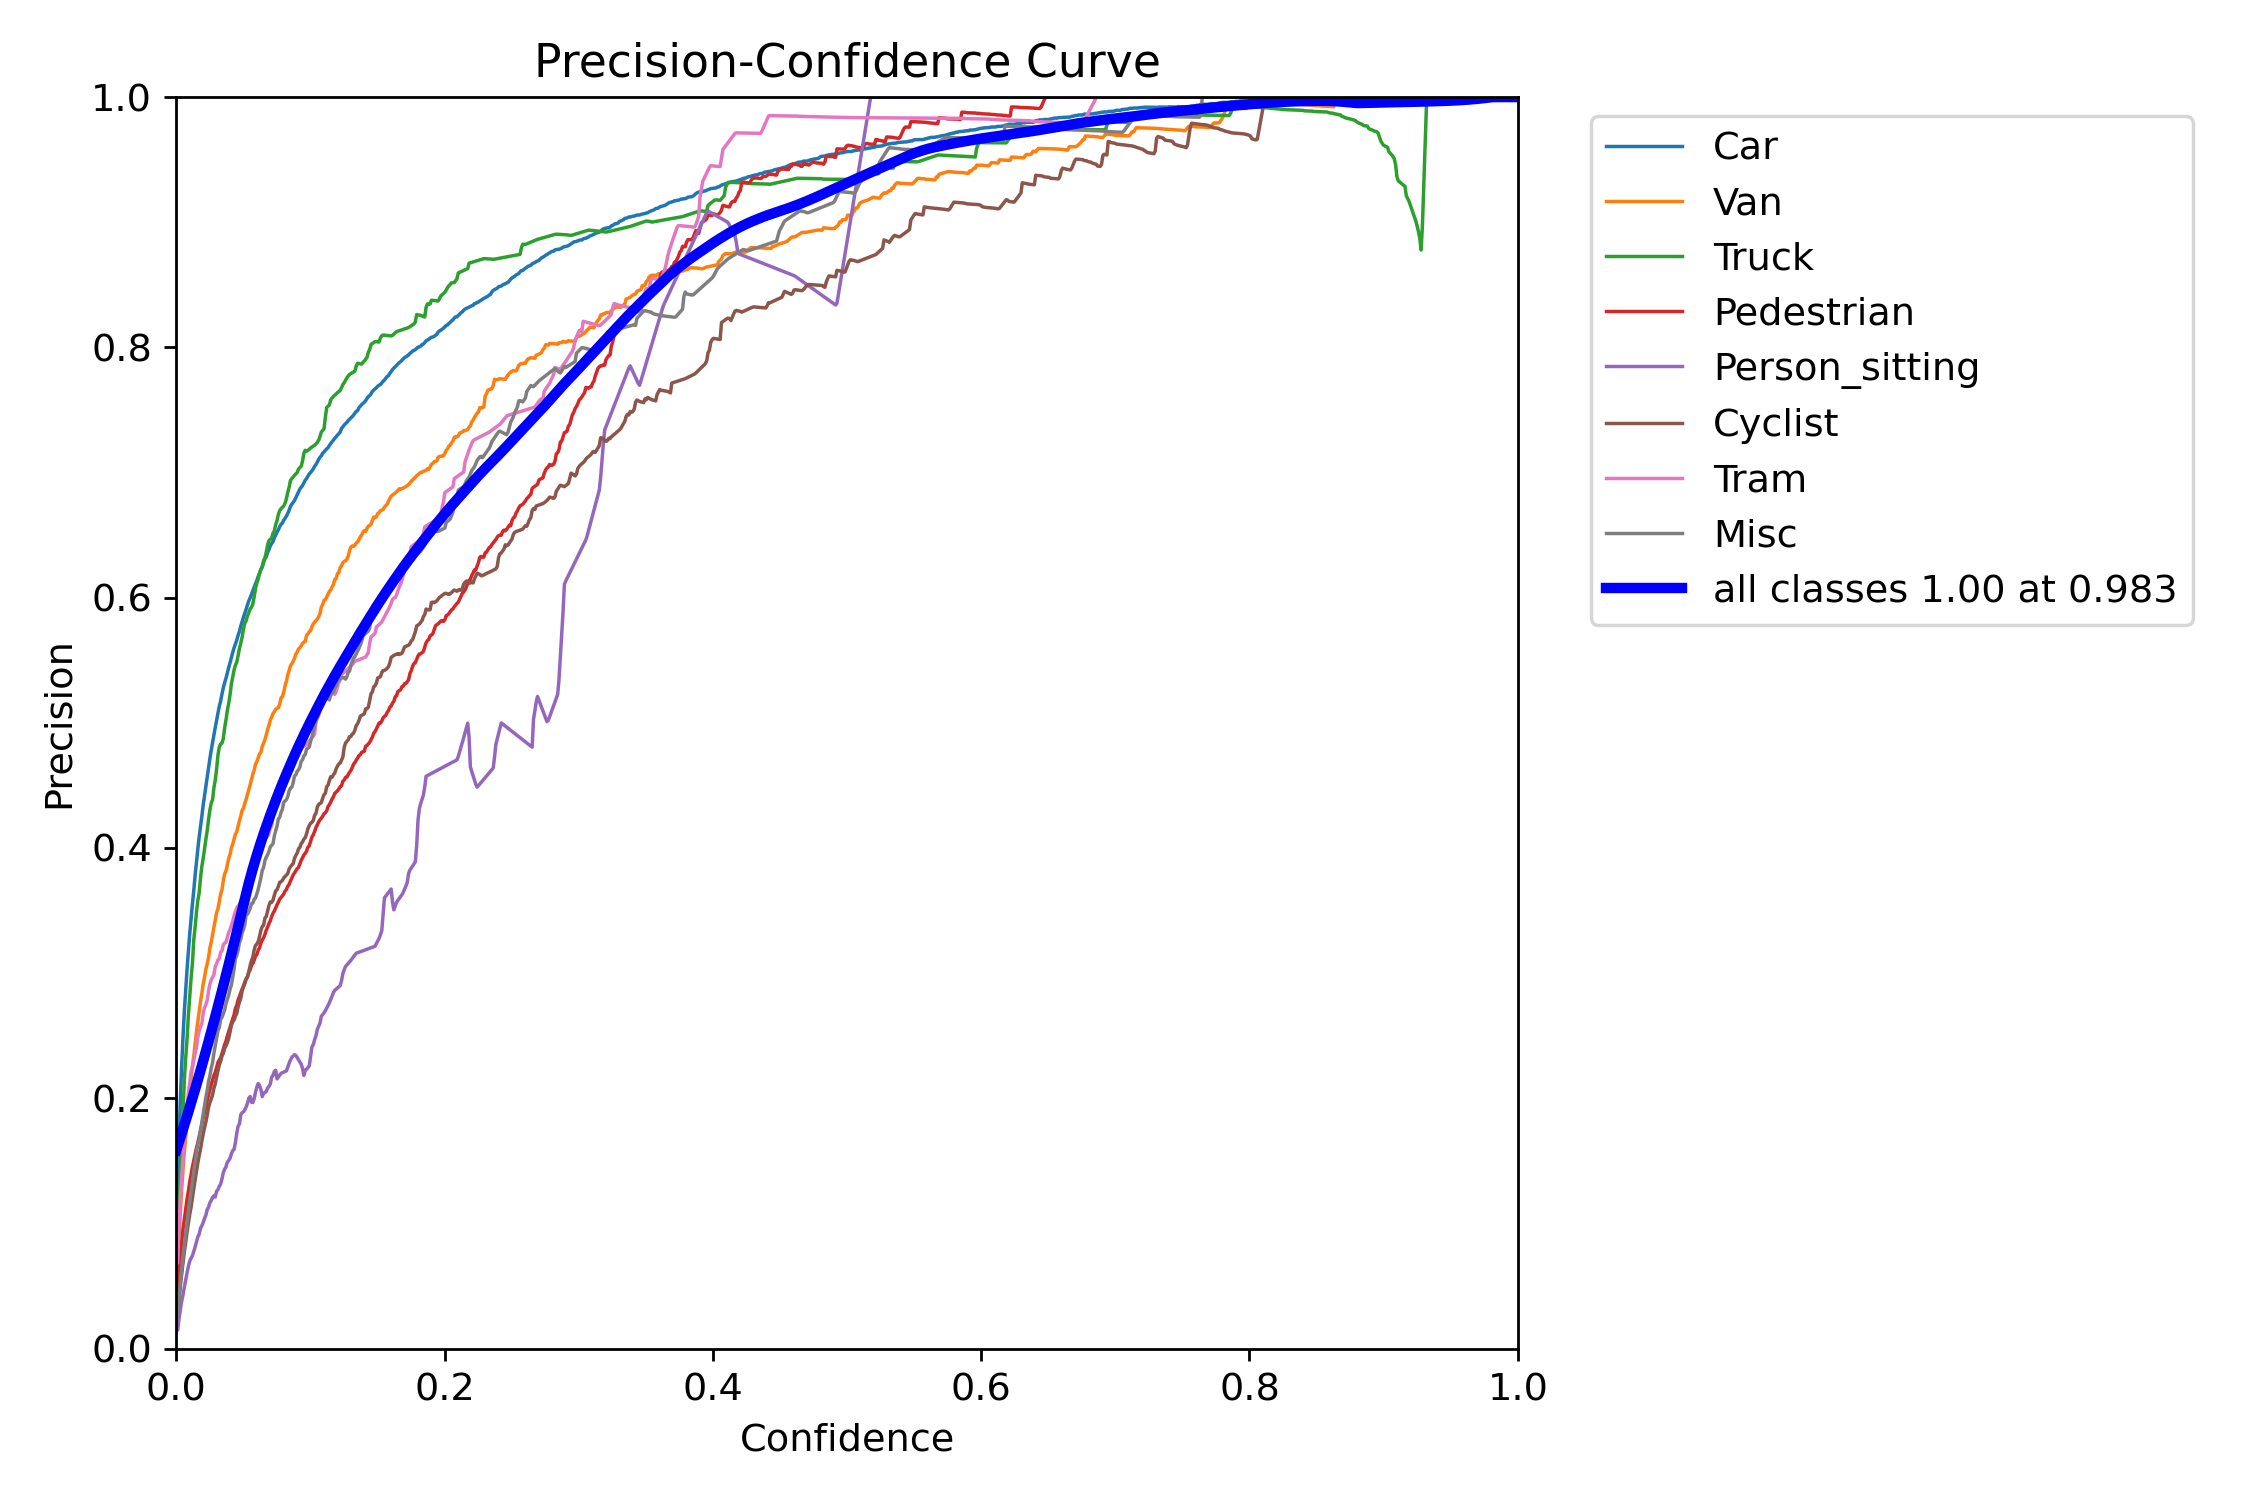 Precision-Confidence Curve
1.0
0.8
0.6
0.4
0.2
0.0
Precision
0.0 0.2 0.4 0.6 0.8 1.0
Confidence
Car
Van
Truck
Pedestrian
Person_sitting
Cyclist
Tram
Misc
all classes 1.00 at 0.983